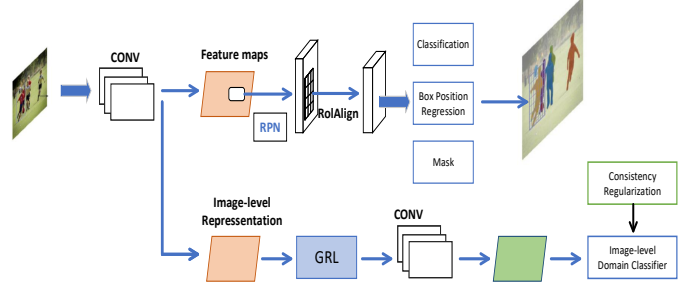 CONV
Feature maps
RPN
RoIAlign
Classification
Box Position
Regression
Mask
Consistency
Regularization
Image-level
Repressentation
GRL
CONV
Image-level
Domain Classifier